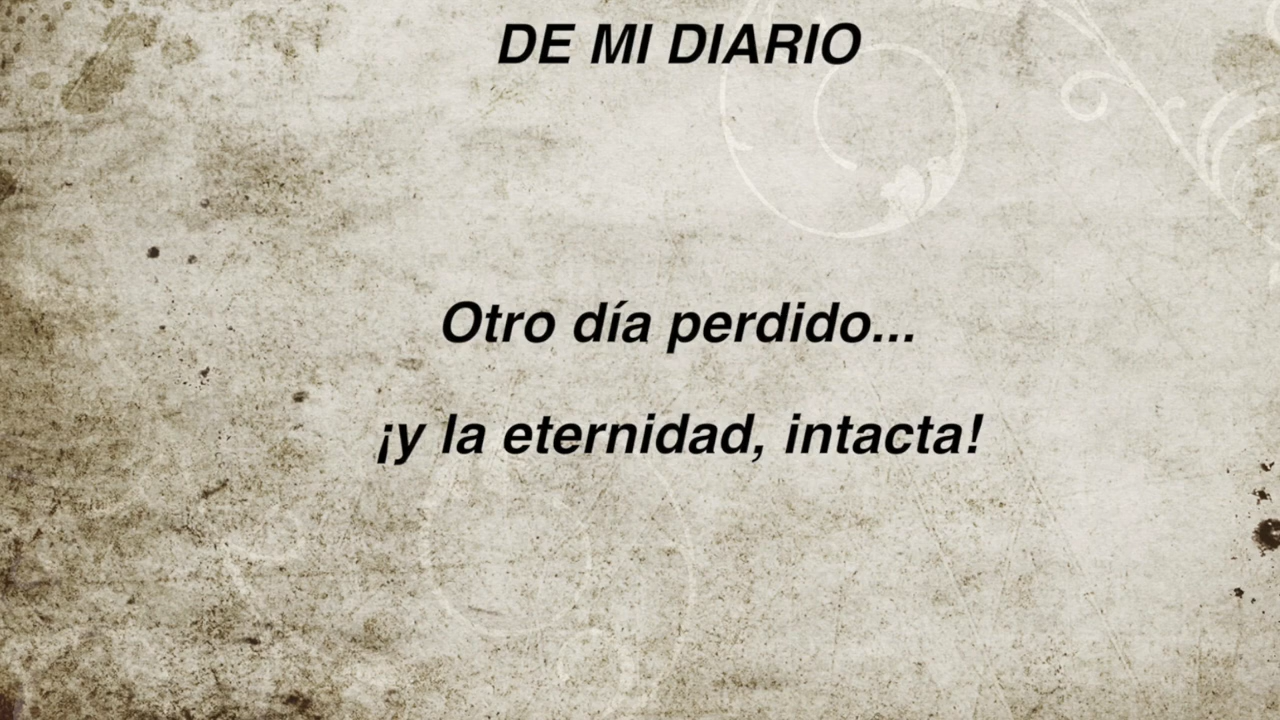 DE MI DIARIO
Otro día perdido...
¡y la eternidad, intacta!